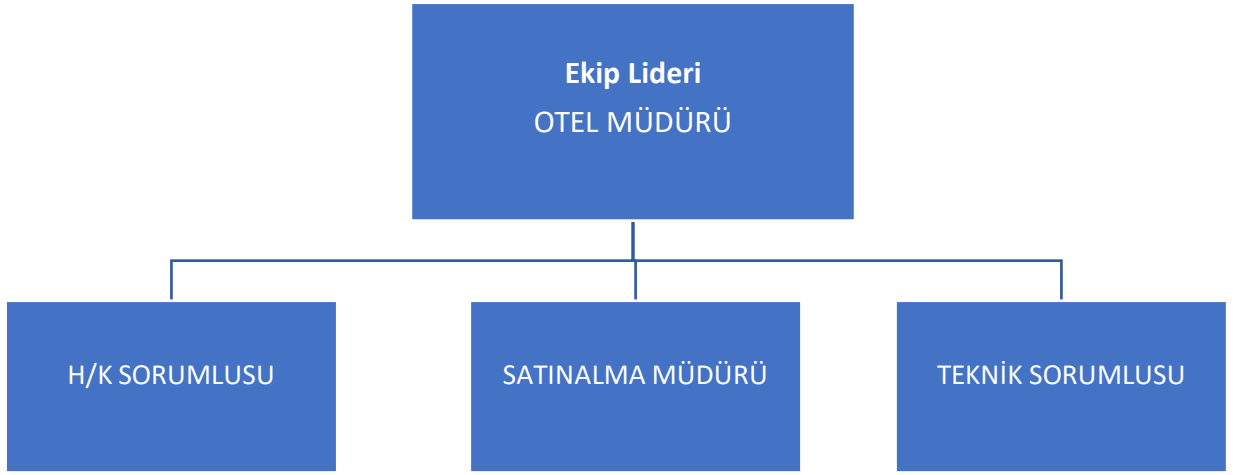 Ekip Lideri
OTEL MÜDÜRÜ
H/K SORUMLUSU
SATINALMA MÜDÜRÜ
TEKNİK SORUMLUSU